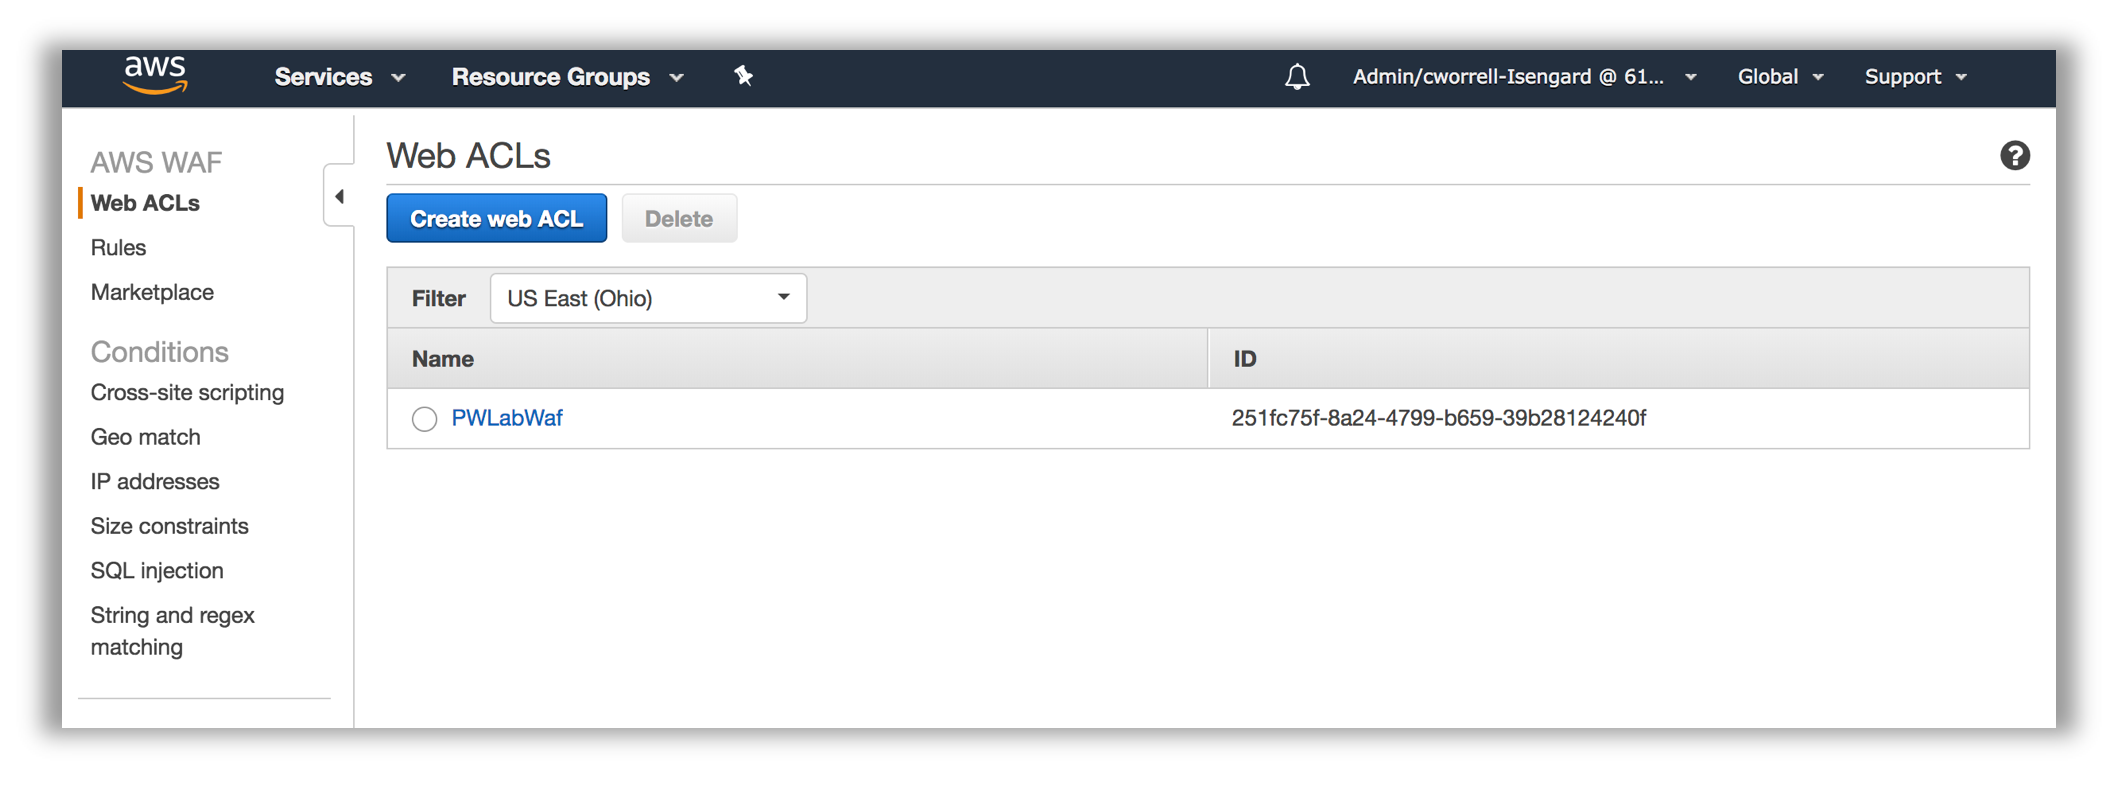 aws
Services
Resource Groups
Admin/cworrell-Isengard @ 61...
Global
Support
AWS WAF
Web ACLs
Rules
Marketplace
Conditions
Cross-site scripting
Geo match
IP addresses
Size constraints
SQL injection
String and regex
matching
Web ACLs
?
Create web ACL
Delete
Filter
US East (Ohio)
Name
ID
PWLabWaf
251fc75f-8a24-4799-b659-39b28124240f